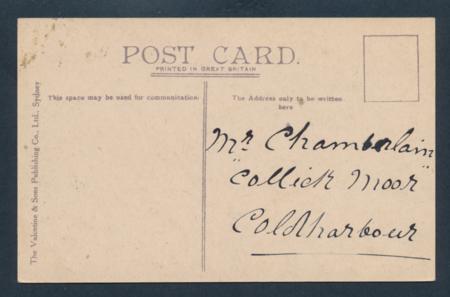 POST CARD.
PRINTED IN GREAT BRITAIN
The Valentine & Sons Publishing Co., Ltd., Sydney
This space may be used for communication.
The Address only to be written
here
Mr Chamberlain
"Collick Moor"
Coldharbour